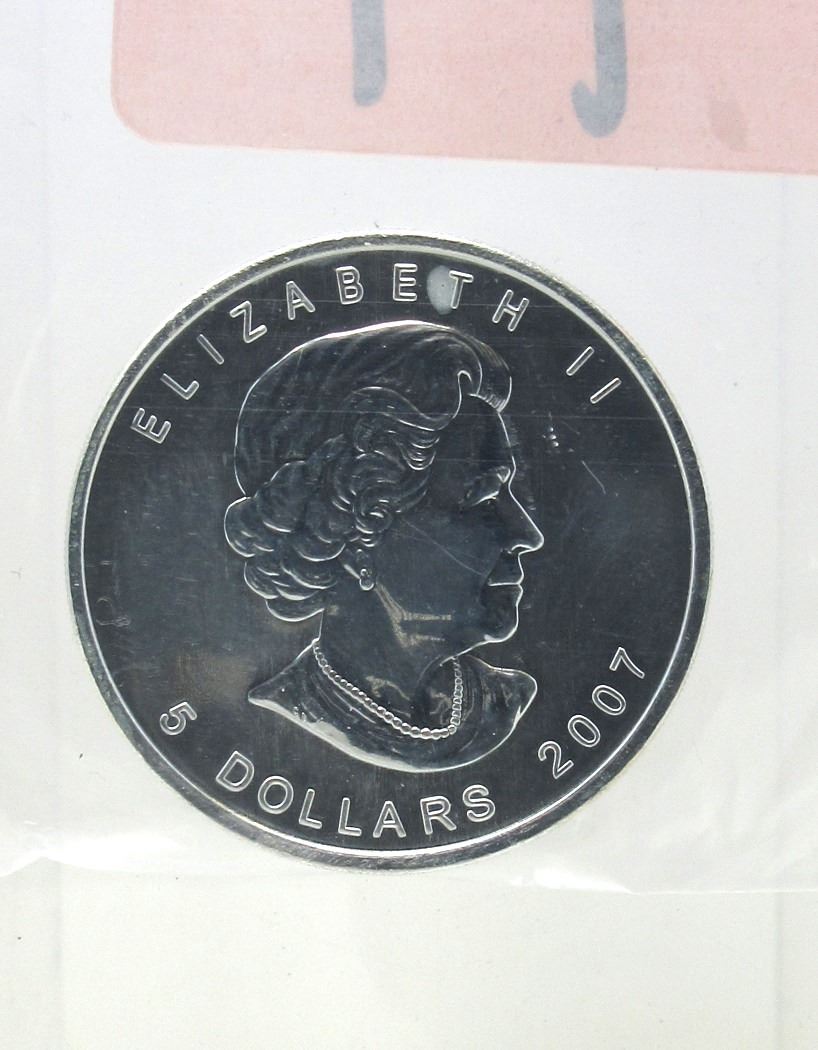 ELIZABETH II
5 DOLLARS 2007